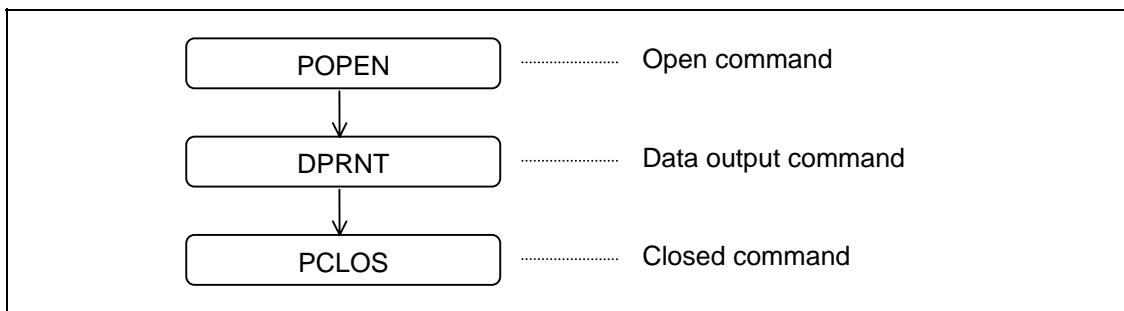 POPEN Open command
DPRNT Data output command
PCLOS Closed command